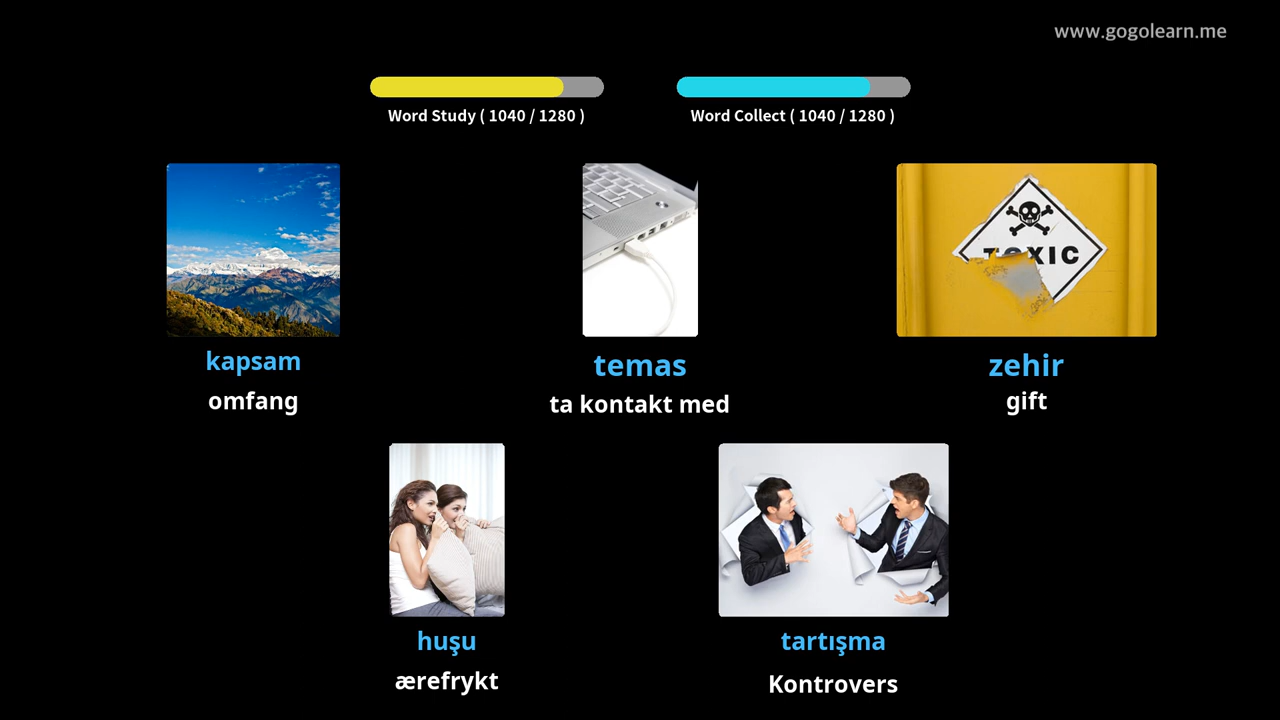 www.gogolearn.me
Word Study ( 1040 / 1280 )
Word Collect ( 1040 / 1280 )
TOXIC
kapsam
temas
zehir
omfang
ta kontakt med
gift
huşu
tartışma
ærefrykt
Kontrovers